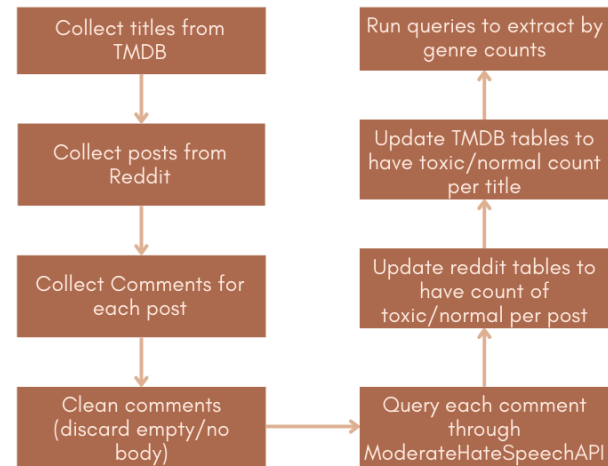 Collect titles from
TMDB
Collect posts from
Reddit
Collect Comments for
each post
Clean comments
(discard empty/no
body)
Query each comment
through
ModerateHateSpeechAPI
Update reddit tables to
have count of
toxic/normal per post
Update TMDB tables to
have toxic/normal count
per title
Run queries to extract by
genre counts